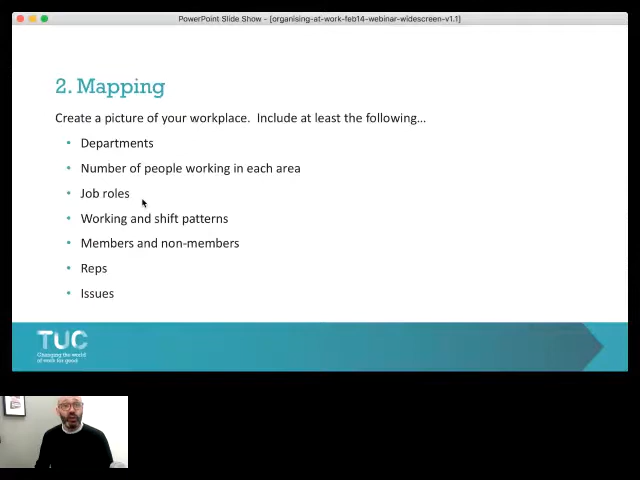 PowerPoint Slide Show - [organising-at-work-feb14-webinar-widescreen-v1.1]
2. Mapping
Create a picture of your workplace. Include at least the following...
• Departments
• Number of people working in each area
• Job roles
• Working and shift patterns
• Members and non-members
• Reps
• Issues
TUC
Changing the world
at work for good